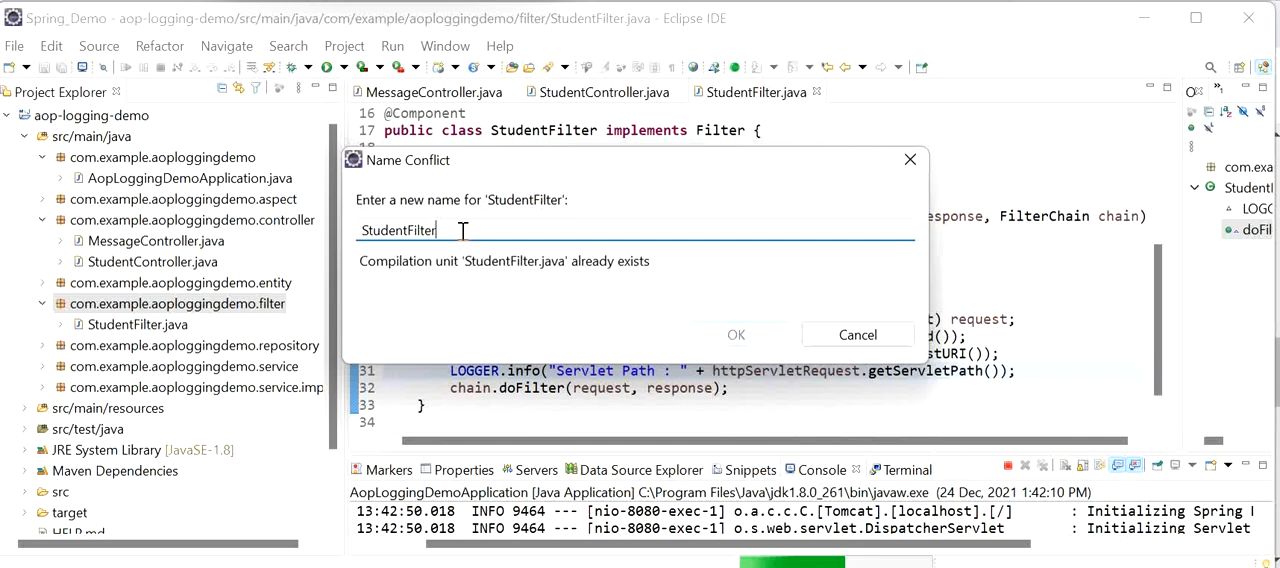 Spring_Demo - aop-logging-demo/src/main/java/com/example/aoploggingdemo/filter/StudentFilter.java - Eclipse IDE
File Edit Source Refactor Navigate Search Project Run Window Help
Project Explorer
aop-logging-demo
src/main/java
com.example.aoploggingdemo
AopLoggingDemoApplication.java
com.example.aoploggingdemo.aspect
com.example.aoploggingdemo.controller
MessageController.java
StudentController.java
com.example.aoploggingdemo.entity
com.example.aoploggingdemo.filter
StudentFilter.java
com.example.aoploggingdemo.repository
com.example.aoploggingdemo.service
com.example.aoploggingdemo.service.imp
src/main/resources
src/test/java
JRE System Library [JavaSE-1.8]
Maven Dependencies
src
target
HELP.md
MessageController.java StudentController.java StudentFilter.java
16 @Component
17 public class StudentFilter implements Filter {
Name Conflict
Enter a new name for 'StudentFilter':
StudentFilter
Compilation unit 'StudentFilter.java' already exists
OK Cancel
esponse, FilterChain chain)
t) request;
d());
stURI());
31 LOGGER.info("Servlet Path : " + httpServletRequest.getServletPath());
32 chain.doFilter(request, response);
33 }
34
com.exa
Student
LOGG
doFil
Properties Servers Data Source Explorer Snippets Console Terminal
AopLoggingDemoApplication [Java Application] C:\Program Files\Java\jdk1.8.0_261\bin\javaw.exe (24 Dec, 2021 1:42:10 PM)
13:42:50.018 INFO 9464 --- [nio-8080-exec-1] o.a.c.c.C.[Tomcat].[localhost].[/] : Initializing Spring
13:42:50.018 INFO 9464 --- [nio-8080-exec-1] o.s.web.servlet.DispatcherServlet : Initializing Servlet